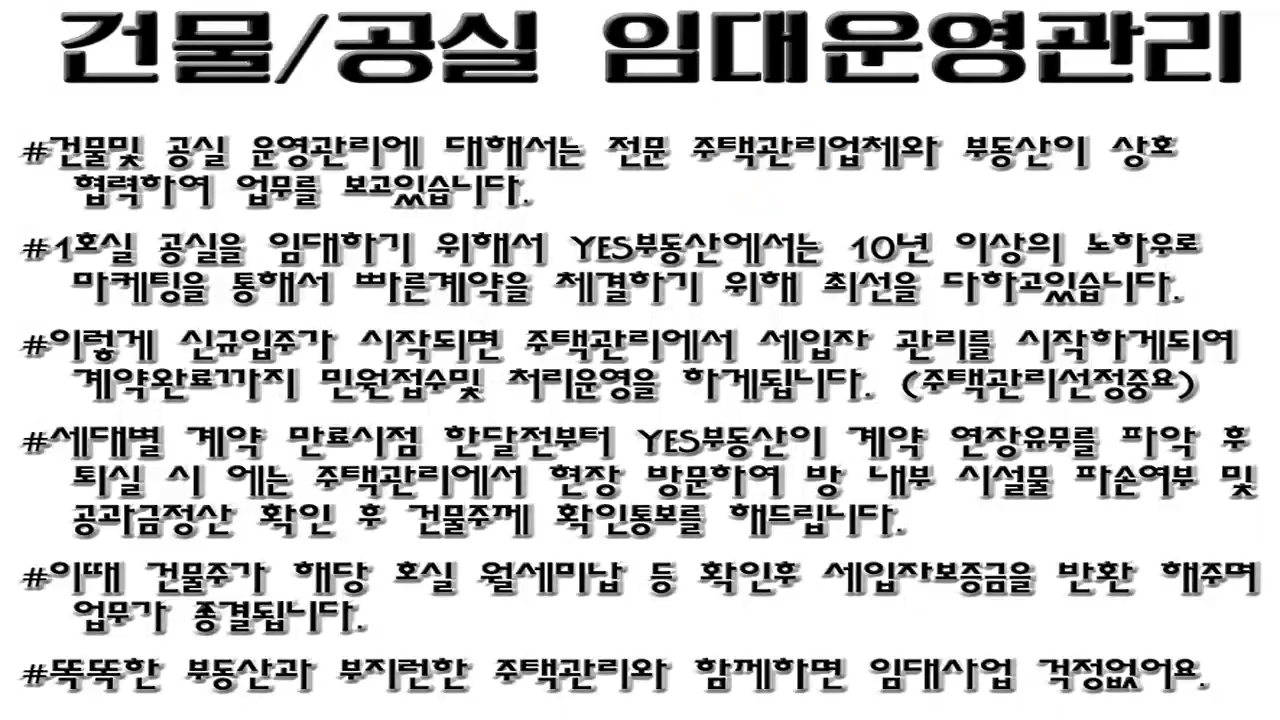 건물/공실 임대운영관리
#건물및 공실 운영관리에 대해서는 전문 주택관리업체와 부동산이 상호
협력하여 업무를 보고있습니다.
#1호실 공실을 임대하기 위해서 YES부동산에서는 10년 이상의 노하우로
마케팅을 통해서 빠른계약을 체결하기 위해 최선을 다하고있습니다.
#이렇게 신규입주가 시작되면 주택관리에서 세입자 관리를 시작하게되여
계약완료까지 민원접수및 처리운영을 하게됩니다. (주택관리선정중요)
#세대별 계약 만료시점 한달전부터 YES부동산이 계약 연장유무를 파악 후
퇴실 시 에는 주택관리에서 현장 방문하여 방 내부 시설물 파손여부 및
공과금정산 확인 후 건물주께 확인통보를 해드립니다.
#이때 건물주가 해당 호실 월세미납 등 확인후 세입자보증금을 반환 해주며
업무가 종결됩니다.
#똑똑한 부동산과 부지런한 주택관리와 함께하면 임대사업 걱정없어요.